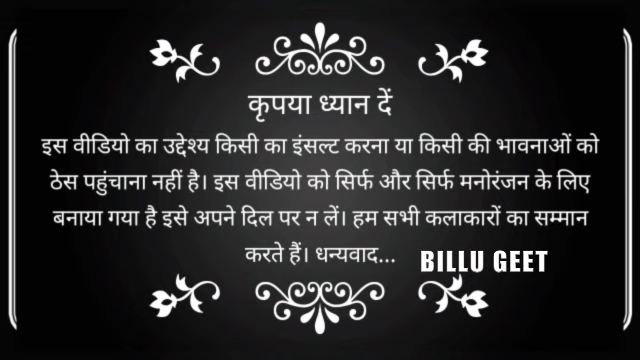 कृपया ध्यान दें
इस वीडियो का उद्देश्य किसी का इंसल्ट करना या किसी की भावनाओं को
ठेस पहुंचाना नहीं है। इस वीडियो को सिर्फ और सिर्फ मनोरंजन के लिए
बनाया गया है इसे अपने दिल पर न लें। हम सभी कलाकारों का सम्मान
करते हैं। धन्यवाद...
BILLU GEET